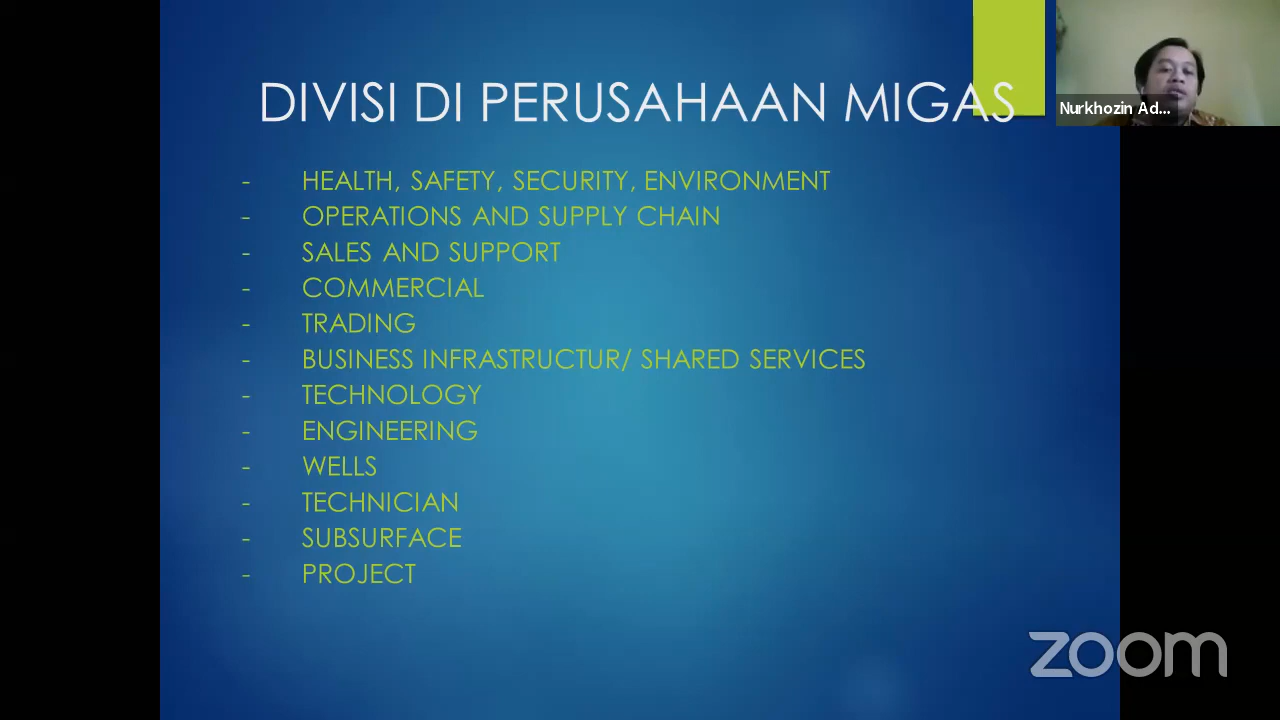 DIVISI DI PERUSAHAAN MIGAS
Nurkhozin Ad...
- HEALTH, SAFETY, SECURITY, ENVIRONMENT
- OPERATIONS AND SUPPLY CHAIN
- SALES AND SUPPORT
- COMMERCIAL
- TRADING
- BUSINESS INFRASTRUCTUR/ SHARED SERVICES
- TECHNOLOGY
- ENGINEERING
- WELLS
- TECHNICIAN
- SUBSURFACE
- PROJECT
zoom